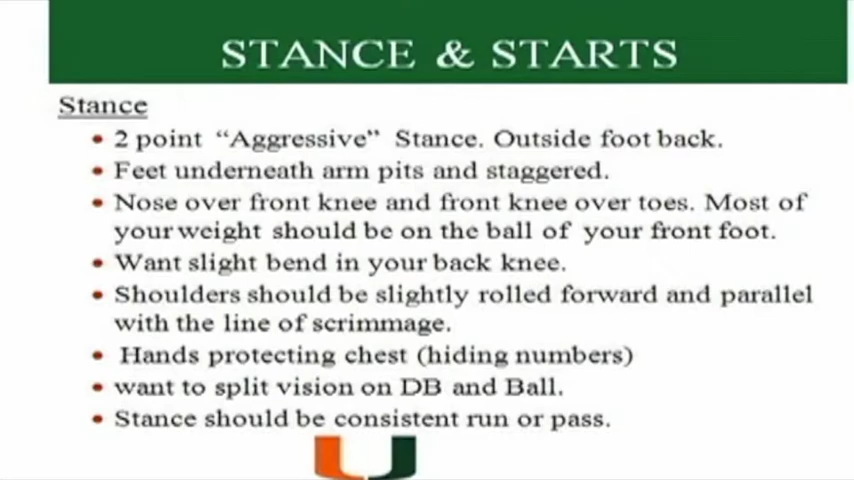 STANCE & STARTS
Stance
• 2 point “Aggressive” Stance. Outside foot back.
• Feet underneath arm pits and staggered.
• Nose over front knee and front knee over toes. Most of
your weight should be on the ball of your front foot.
• Want slight bend in your back knee.
• Shoulders should be slightly rolled forward and parallel
with the line of scrimmage.
• Hands protecting chest (hiding numbers)
• want to split vision on DB and Ball.
• Stance should be consistent run or pass.